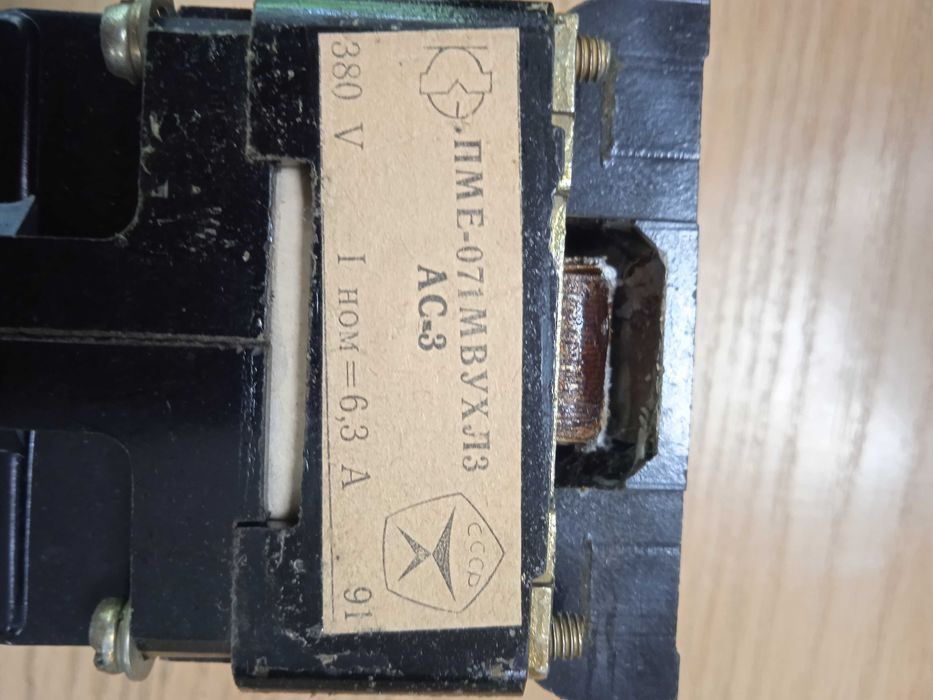 ПМЕ-071МВУХЛ3
АС-3
СССР
380 V I НОМ=6,3 А 91